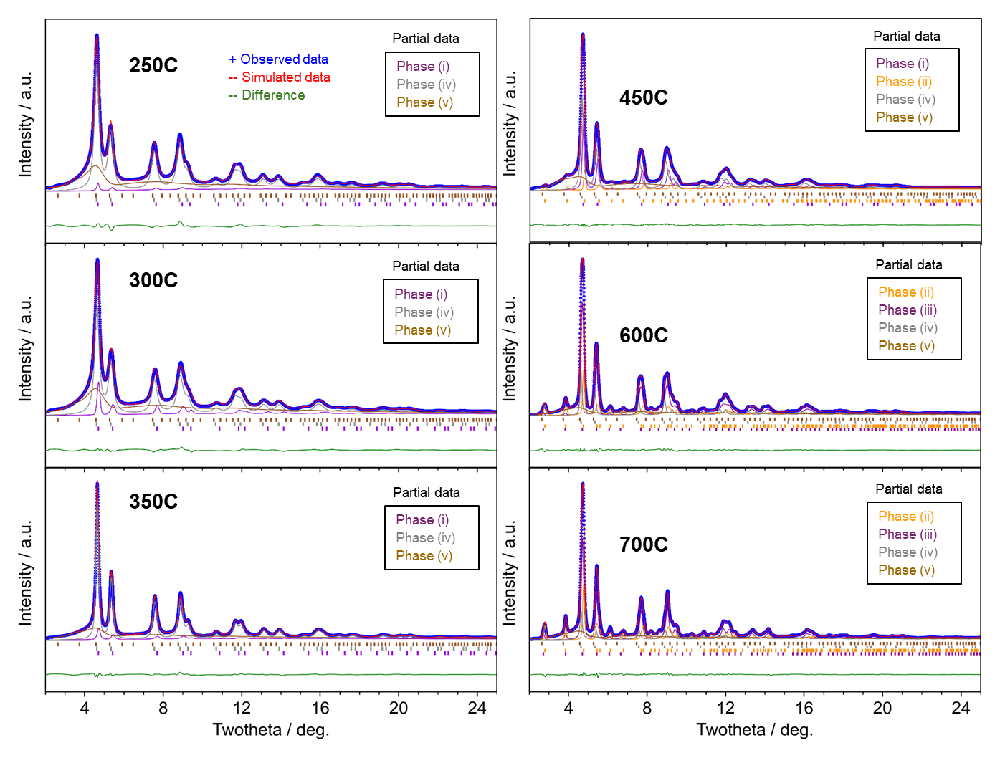 250C
+ Observed data
-- Simulated data
-- Difference
Partial data
Phase (i)
Phase (iv)
Phase (v)
Intensity / a.u.
450C
Partial data
Phase (i)
Phase (ii)
Phase (iv)
Phase (v)
Intensity / a.u.
300C
Partial data
Phase (i)
Phase (iv)
Phase (v)
Intensity / a.u.
600C
Partial data
Phase (ii)
Phase (iii)
Phase (iv)
Phase (v)
Intensity / a.u.
350C
Partial data
Phase (i)
Phase (iv)
Phase (v)
Intensity / a.u.
4 8 12 16 20 24
Twotheta / deg.
700C
Partial data
Phase (ii)
Phase (iii)
Phase (iv)
Phase (v)
Intensity / a.u.
4 8 12 16 20 24
Twotheta / deg.